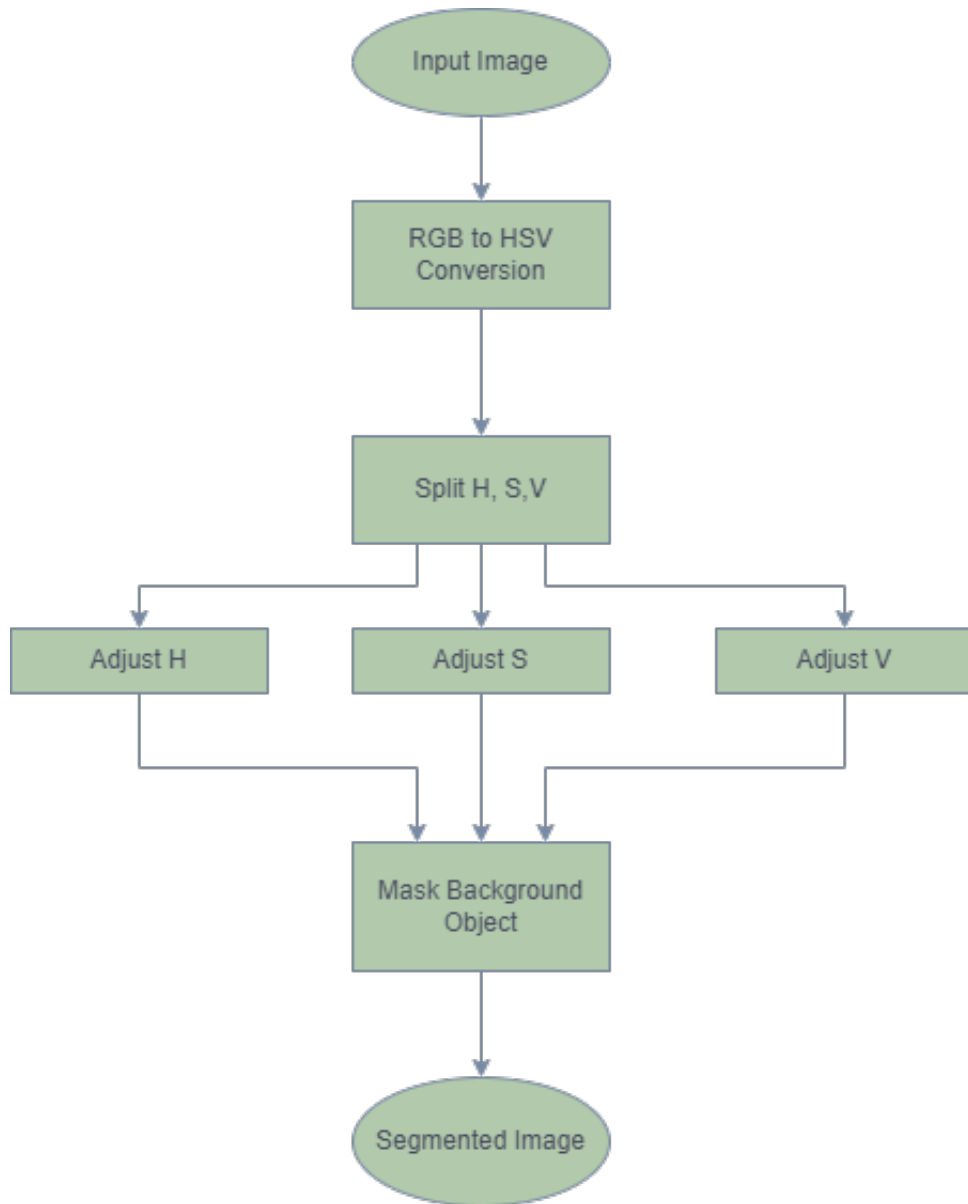 Input Image
RGB to HSV
Conversion
Split H, S,V
Adjust H
Adjust S
Adjust V
Mask Background
Object
Segmented Image